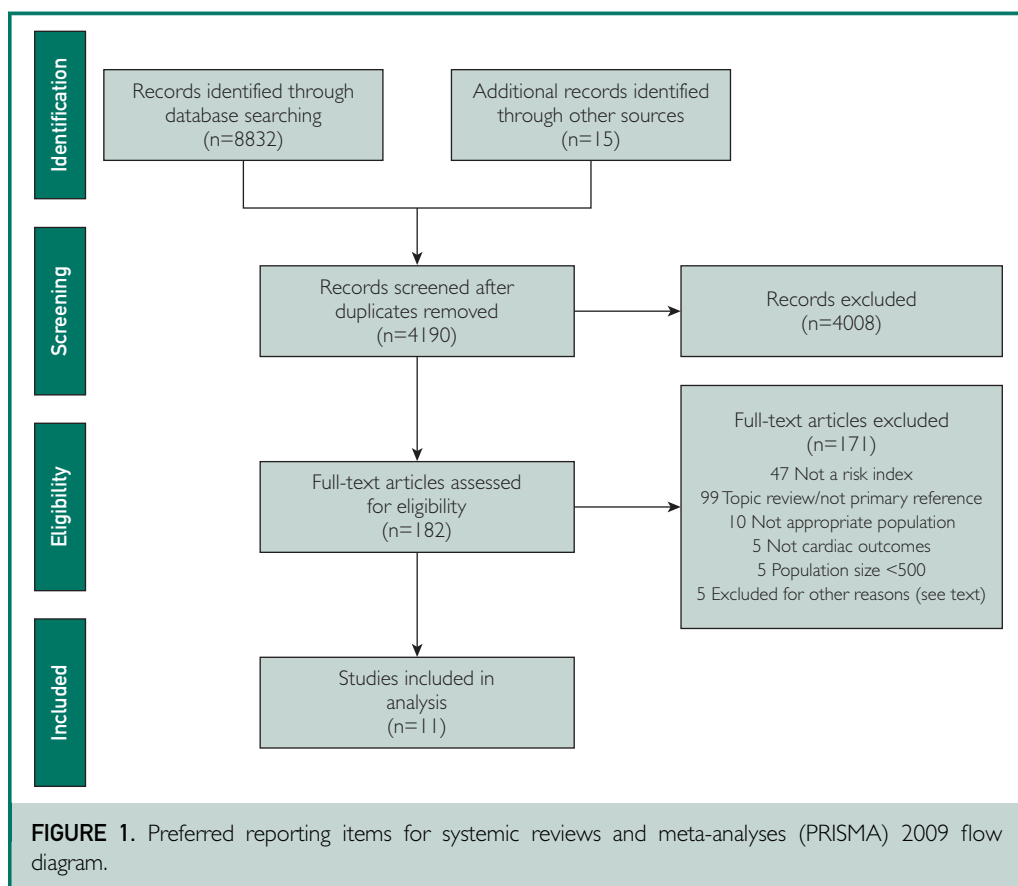 Identification
Records identified through
database searching
(n=8832)
Additional records identified
through other sources
(n=15)
Screening
Records screened after
duplicates removed
(n=4190)
Records excluded
(n=4008)
Eligibility
Full-text articles assessed
for eligibility
(n=182)
Full-text articles excluded
(n=171)
47 Not a risk index
99 Topic review/not primary reference
10 Not appropriate population
5 Not cardiac outcomes
5 Population size <500
5 Excluded for other reasons (see text)
Included
Studies included in
analysis
(n=11)
FIGURE 1. Preferred reporting items for systemic reviews and meta-analyses (PRISMA) 2009 flow
diagram.